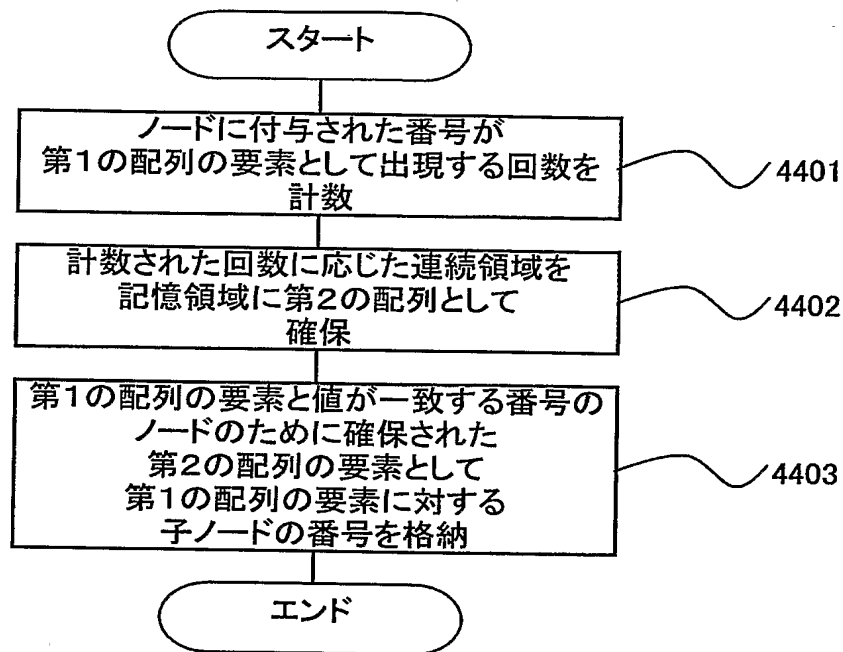 スタート
ノードに付与された番号が
第1の配列の要素として出現する回数を
計数
4401
計数された回数に応じた連続領域を
記憶領域に第2の配列として
確保
4402
第1の配列の要素と値が一致する番号の
ノードのために確保された
第2の配列の要素として
第1の配列の要素に対する
子ノードの番号を格納
4403
エンド